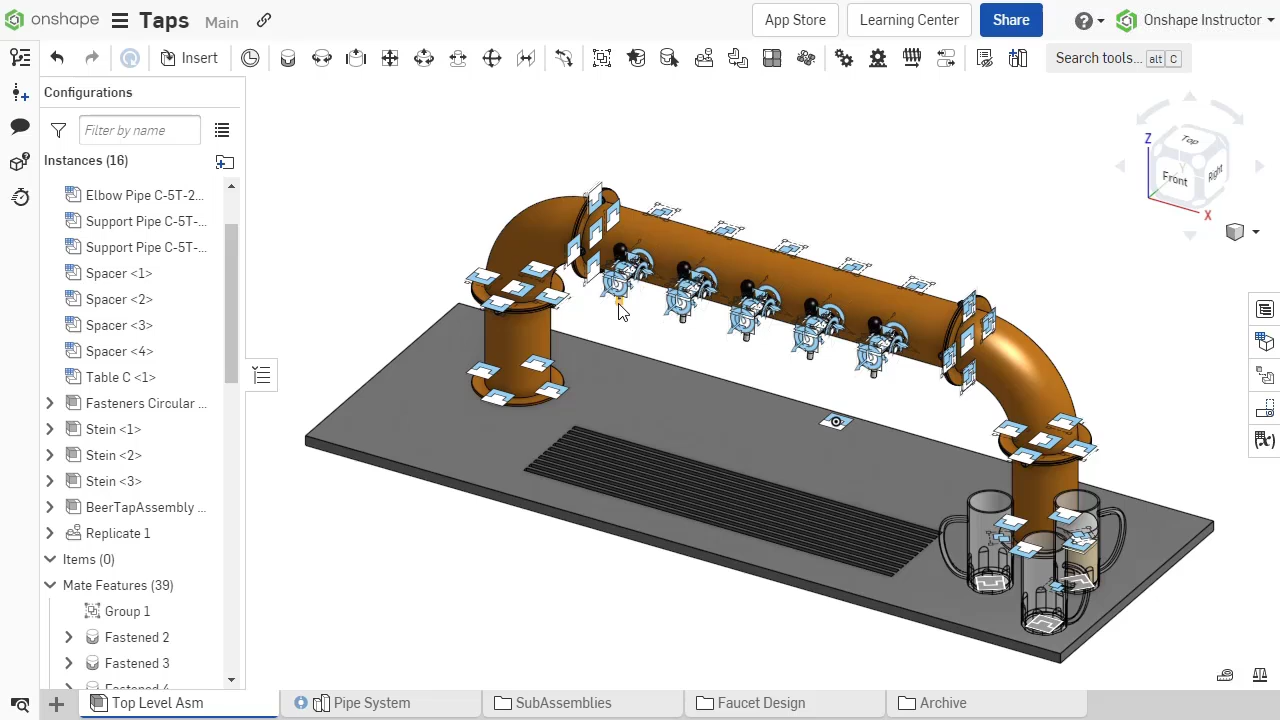 onshape Taps Main App Store Learning Center Share Onshape Instructor
Insert Search tools... alt C
Configurations
Filter by name
Instances (16)
Elbow Pipe C-5T-2...
Support Pipe C-5T-...
Support Pipe C-5T-...
Spacer <1>
Spacer <2>
Spacer <3>
Spacer <4>
Table C <1>
Fasteners Circular ...
Stein <1>
Stein <2>
Stein <3>
BeerTapAssembly ...
Replicate 1
Items (0)
Mate Features (39)
Group 1
Fastened 2
Fastened 3
Fastened 4
Z
Top
Front
Right
Y
X
Top Level Asm Pipe System SubAssemblies Faucet Design Archive